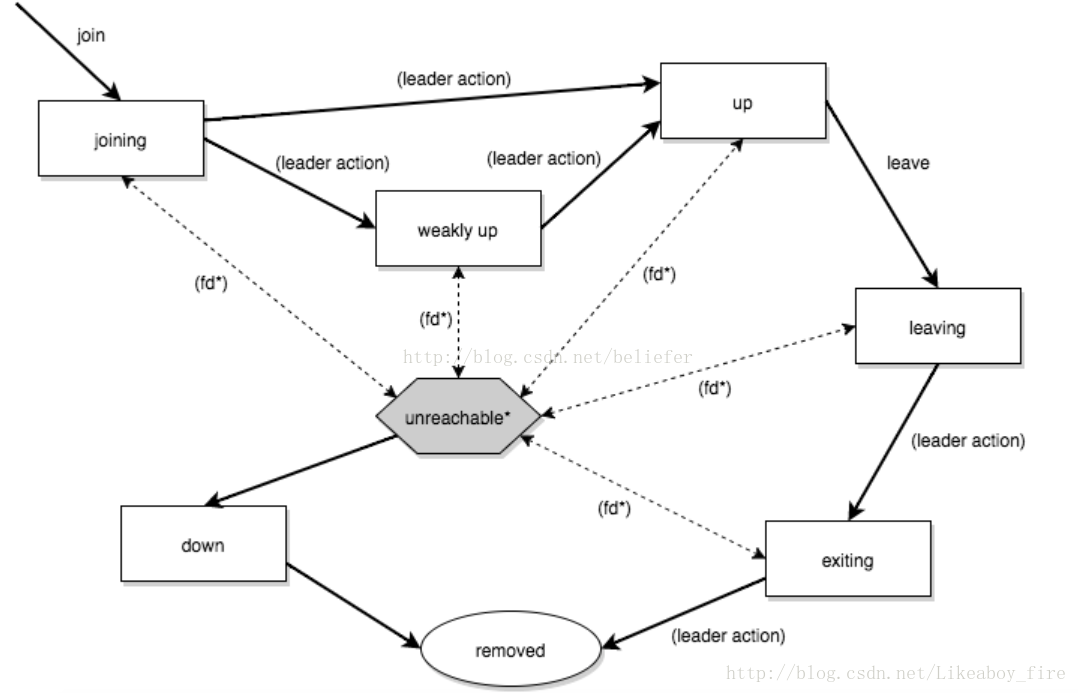 join
(leader action)
up
joining
(leader action)
(leader action)
leave
weakly up
(fd*)
(fd*)
(fd*)
leaving
http://blog.csdn.net/beliefer
(fd*)
unreachable*
(leader action)
(fd*)
down
exiting
(leader action)
removed
http://blog.csdn.net/Likeaboy_fire